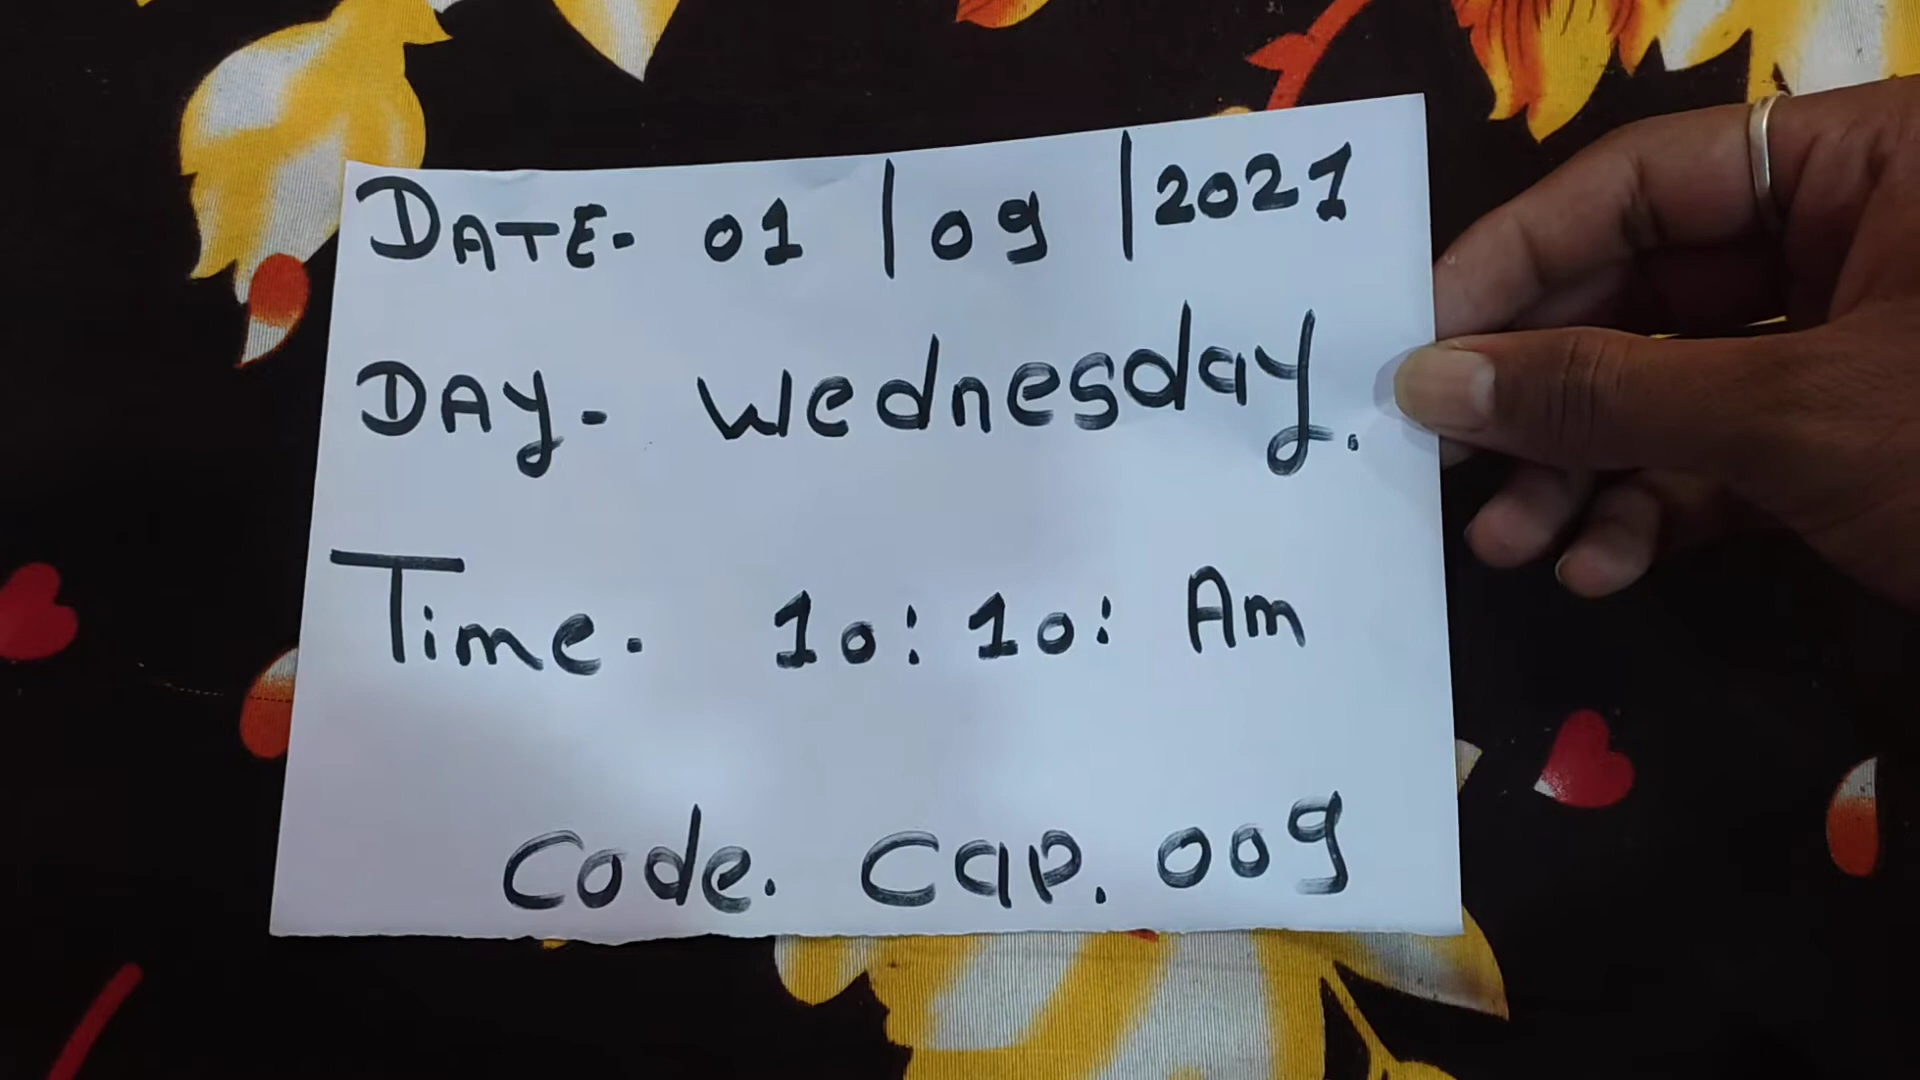 DATE- 01 | 09 | 2021
DAY- Wednesday.
Time. 10: 10: Am
Code. Cap. 009